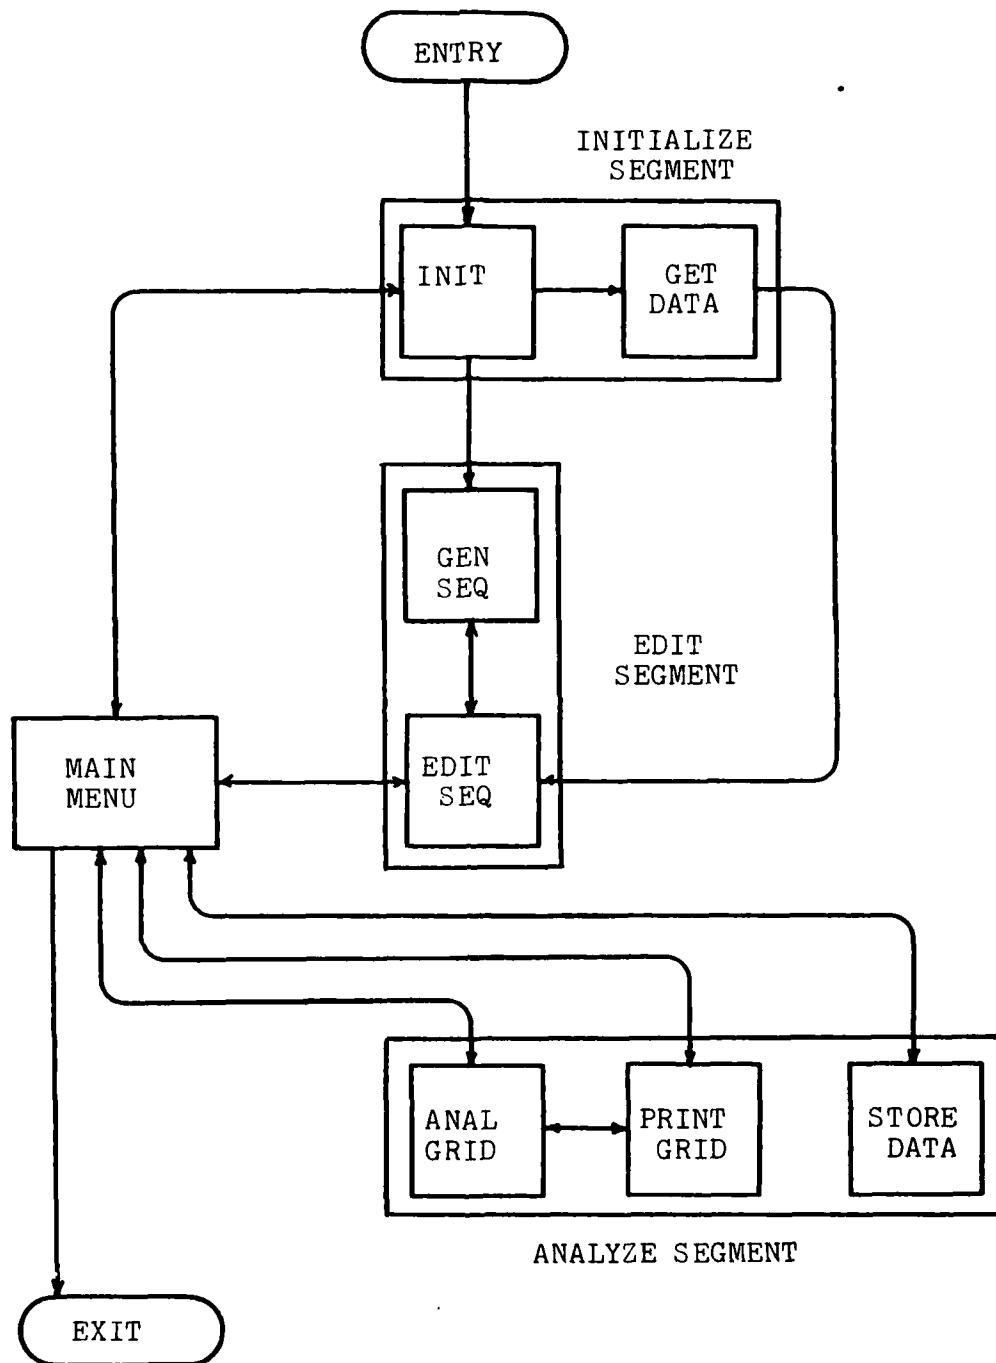 ENTRY
INITIALIZE
SEGMENT
INIT
GET
DATA
GEN
SEQ
EDIT
SEGMENT
MAIN
MENU
EDIT
SEQ
ANAL
GRID
PRINT
GRID
STORE
DATA
ANALYZE SEGMENT
EXIT